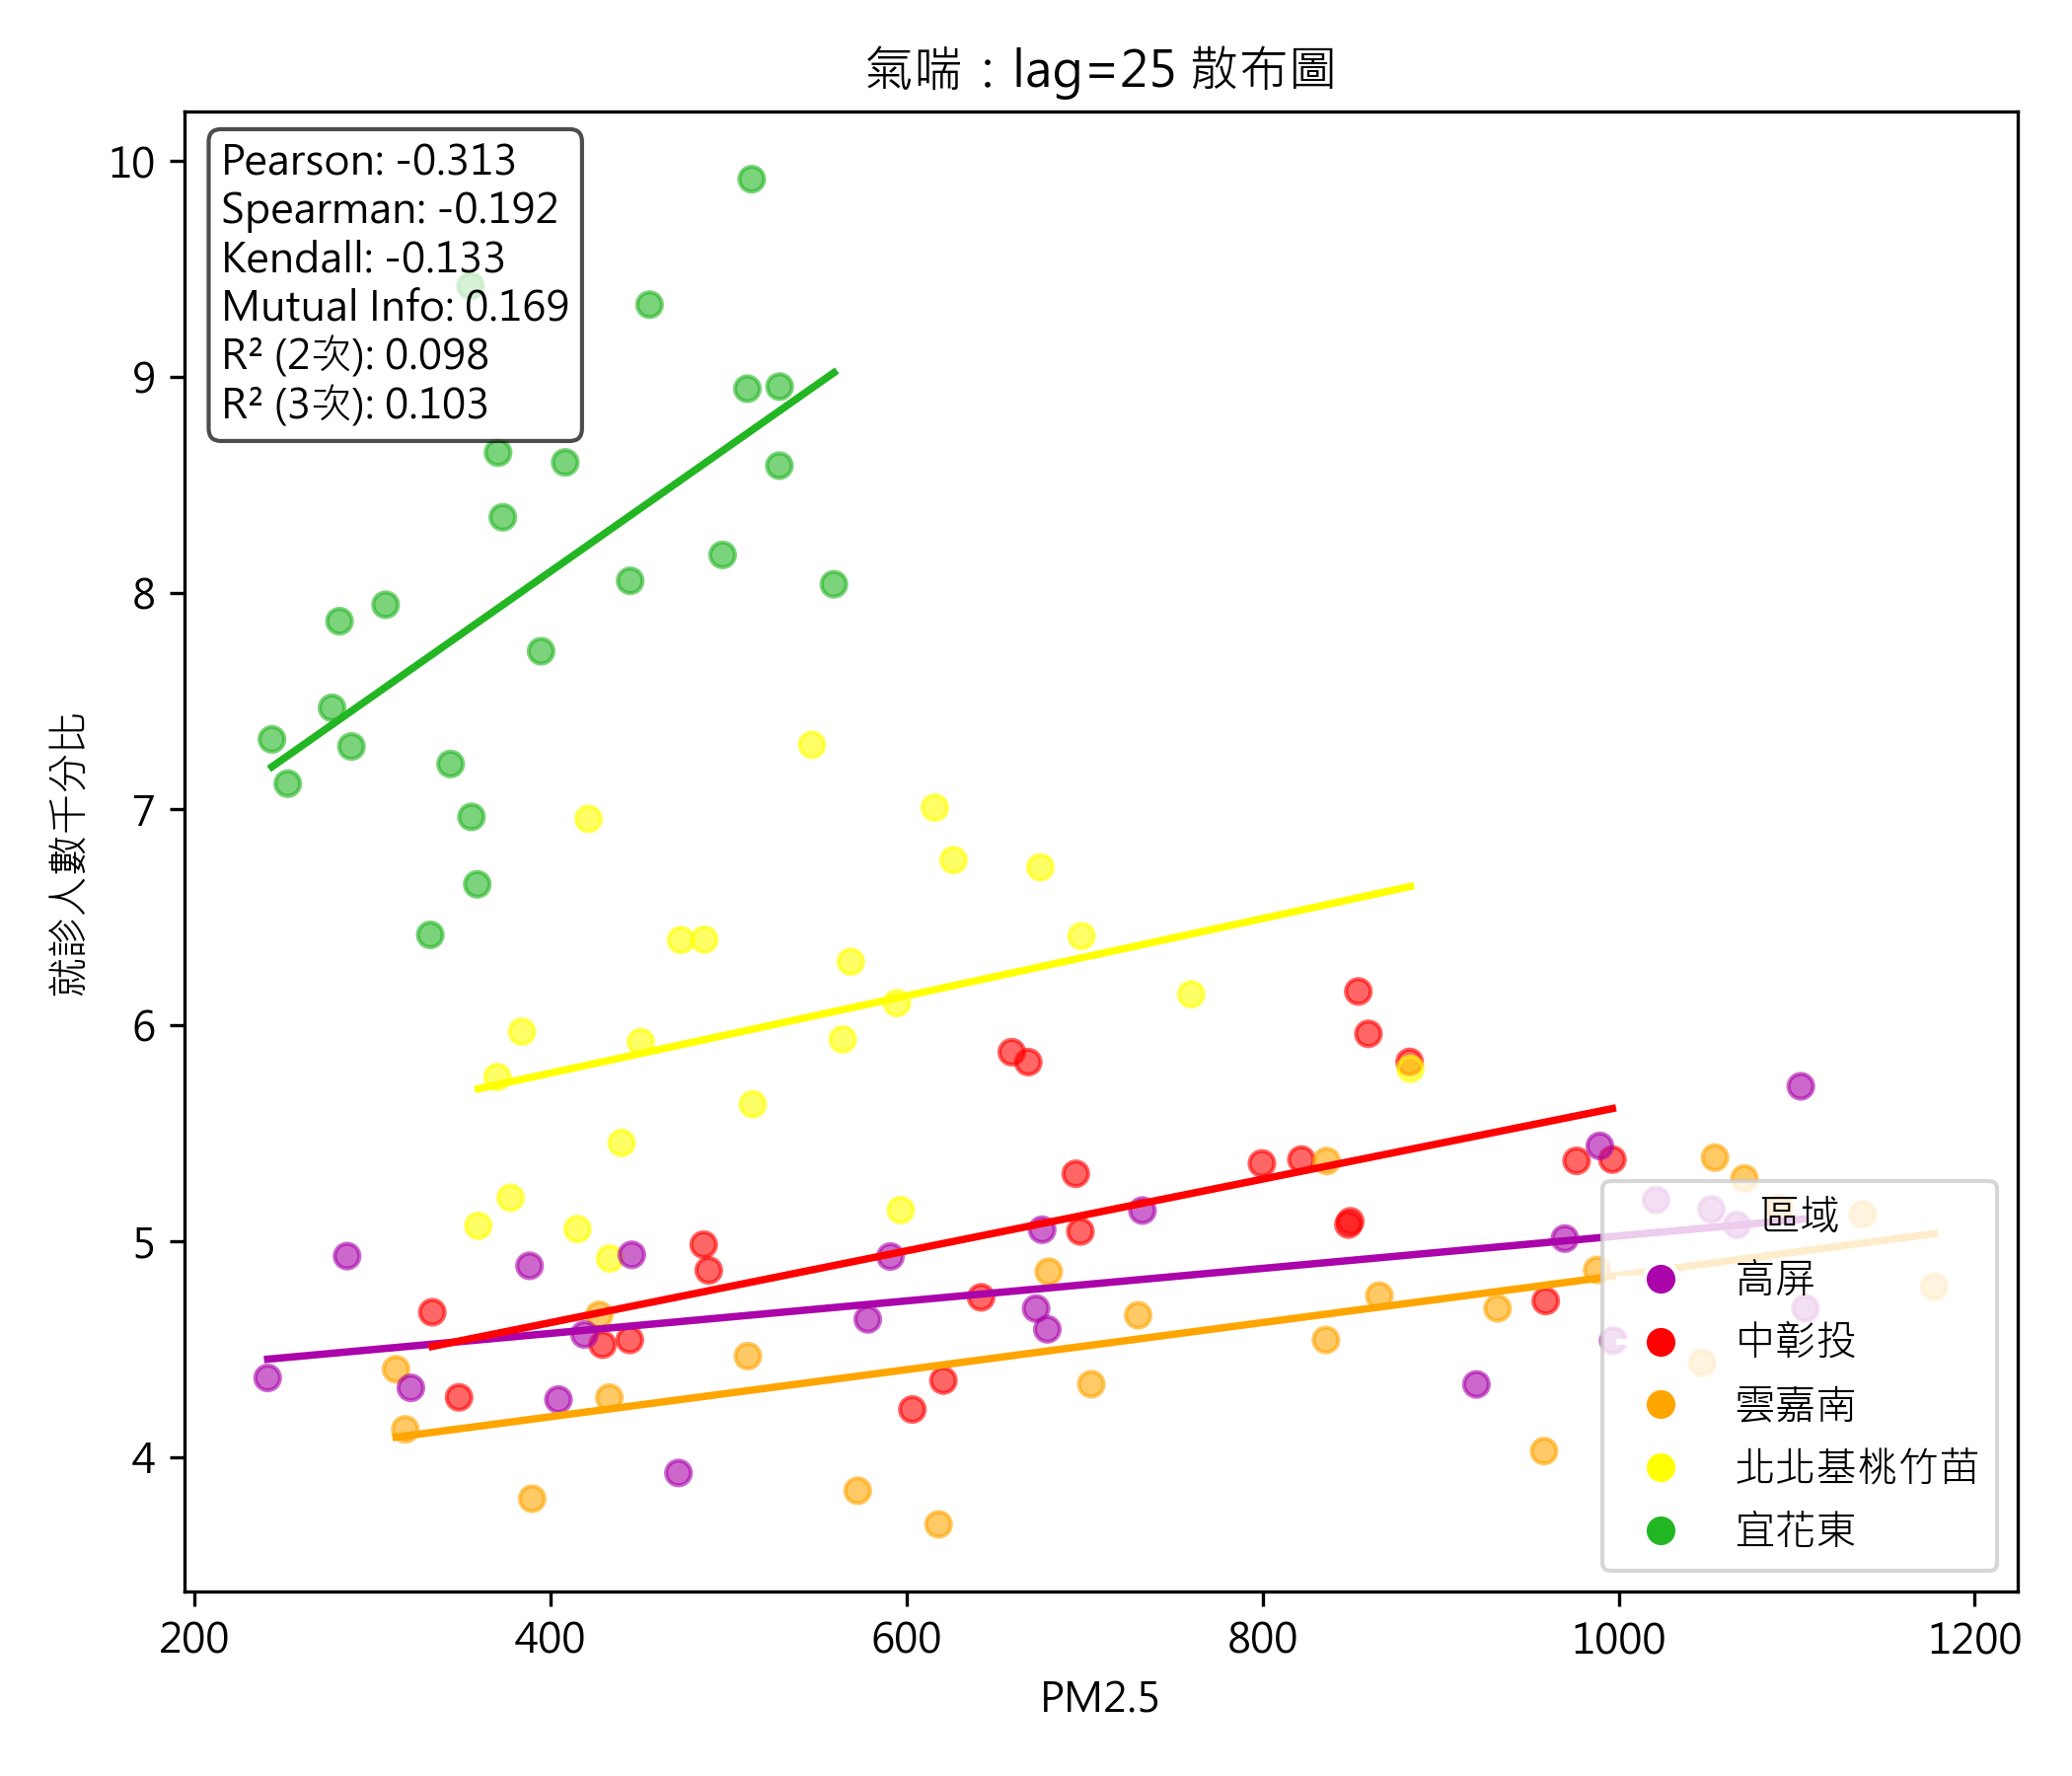 氣喘：lag=25 散布圖
Pearson: -0.313
Spearman: -0.192
Kendall: -0.133
Mutual Info: 0.169
R² (2次): 0.098
R² (3次): 0.103
10
9
8
7
6
5
4
就診人數千分比
區域
高屏
中彰投
雲嘉南
北北基桃竹苗
宜花東
200 400 600 800 1000 1200
PM2.5